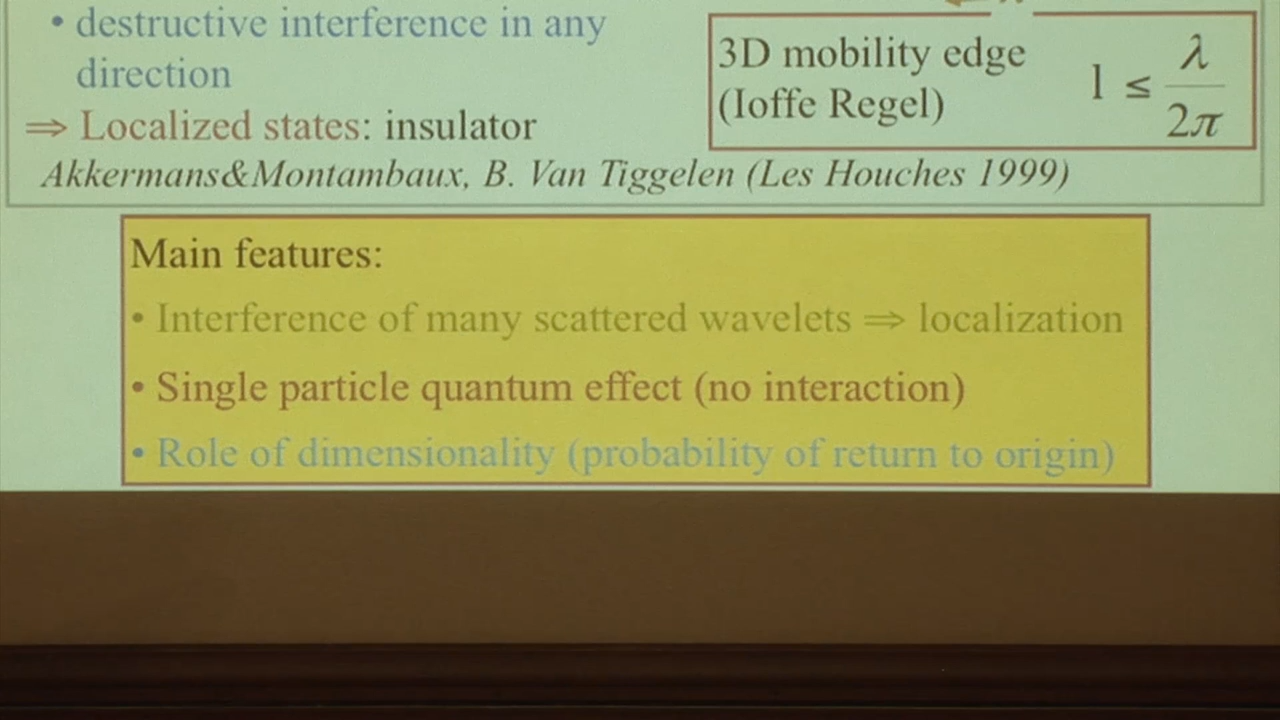 • destructive interference in any
direction
⇒ Localized states: insulator
3D mobility edge
(Ioffe Regel)
l ≤ λ/2π
Akkermans&Montambaux, B. Van Tiggelen (Les Houches 1999)
Main features:
• Interference of many scattered wavelets ⇒ localization
• Single particle quantum effect (no interaction)
• Role of dimensionality (probability of return to origin)